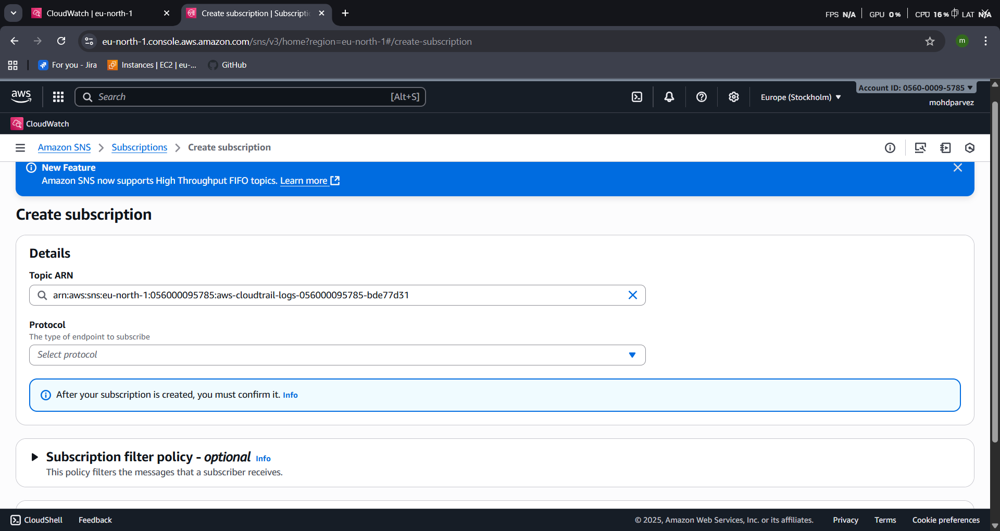 CloudWatch | eu-north-1
Create subscription | Subscripti
FPS N/A
GPU 0 %
CPU 16 %
LAT N/A
eu-north-1.console.aws.amazon.com/sns/v3/home?region=eu-north-1#/create-subscription
m
For you - Jira
Instances | EC2 | eu-...
GitHub
aws
Search
[Alt+S]
Europe (Stockholm)
Account ID: 0560-0009-5785
mohdparvez
CloudWatch
Amazon SNS
Subscriptions
Create subscription
New Feature
Amazon SNS now supports High Throughput FIFO topics. Learn more
Create subscription
Details
Topic ARN
arn:aws:sns:eu-north-1:056000095785:aws-cloudtrail-logs-056000095785-bde77d31
Protocol
The type of endpoint to subscribe
Select protocol
After your subscription is created, you must confirm it. Info
Subscription filter policy - optional Info
This policy filters the messages that a subscriber receives.
CloudShell
Feedback
© 2025, Amazon Web Services, Inc. or its affiliates.
Privacy
Terms
Cookie preferences